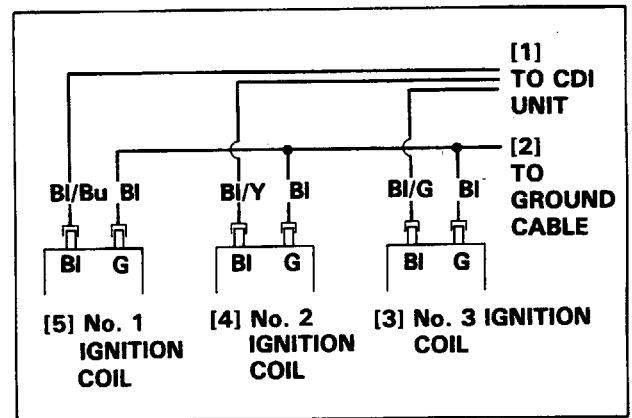 [1]
TO CDI
UNIT
[2]
TO
GROUND
CABLE
Bl/Bu Bl Bl/Y Bl Bl/G Bl
Bl G Bl G Bl G
[5] No. 1
IGNITION
COIL
[4] No. 2
IGNITION
COIL
[3] No. 3 IGNITION
COIL